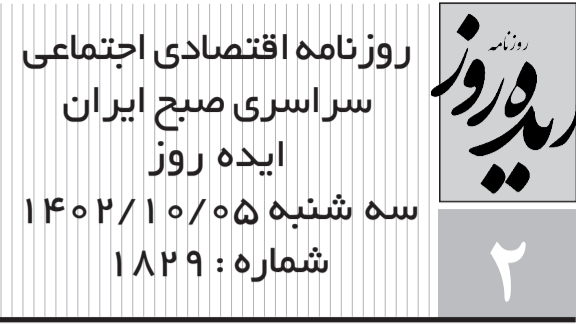 روزنامه اقتصادی اجتماعی
سراسری صبح ایران
ایده روز
سه شنبه ۱۴۰۲/۱۰/۰۵
شماره : ۱۸۲۹
روزنامه
ایده روز
۲